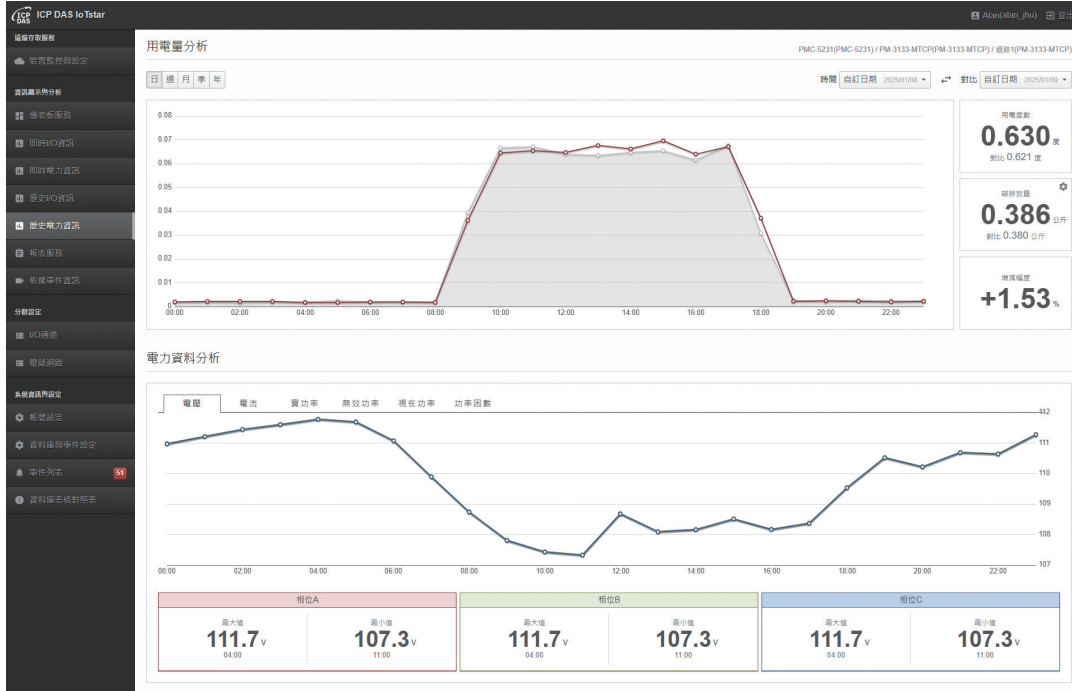 ICP DAS ICP DAS IoTstar
Alan(alan_jhu) 登出
遠端存取服務
裝置監控與設定
資訊顯示與分析
儀表板服務
即時I/O資訊
即時電力資訊
歷史I/O資訊
歷史電力資訊
報表服務
影像事件資訊
分群設定
I/O通道
電錶迴路
系統資訊與設定
帳號設定
資料庫與事件設定
事件列表 51
資料庫表格對照表
用電量分析
PMC-5231(PMC-5231) / PM-3133-MTCP(PM-3133-MTCP) / 迴路1(PM-3133-MTCP)
日 週 月 季 年
時間 自訂日期 2025/01/08 對比 自訂日期 2025/01/09
0.08
0.07
0.06
0.05
0.04
0.03
0.02
0.01
0
00:00 02:00 04:00 06:00 08:00 10:00 12:00 14:00 16:00 18:00 20:00 22:00
用電度數
0.630 度
對比 0.621 度
碳排放量
0.386 公斤
對比 0.380 公斤
增減幅度
+1.53 %
電力資料分析
電壓 電流 實功率 無效功率 視在功率 功率因數
112
111
110
109
108
107
00:00 02:00 04:00 06:00 08:00 10:00 12:00 14:00 16:00 18:00 20:00 22:00
相位A
最大值 最小值
111.7 V 107.3 V
04:00 11:00
相位B
最大值 最小值
111.7 V 107.3 V
04:00 11:00
相位C
最大值 最小值
111.7 V 107.3 V
04:00 11:00